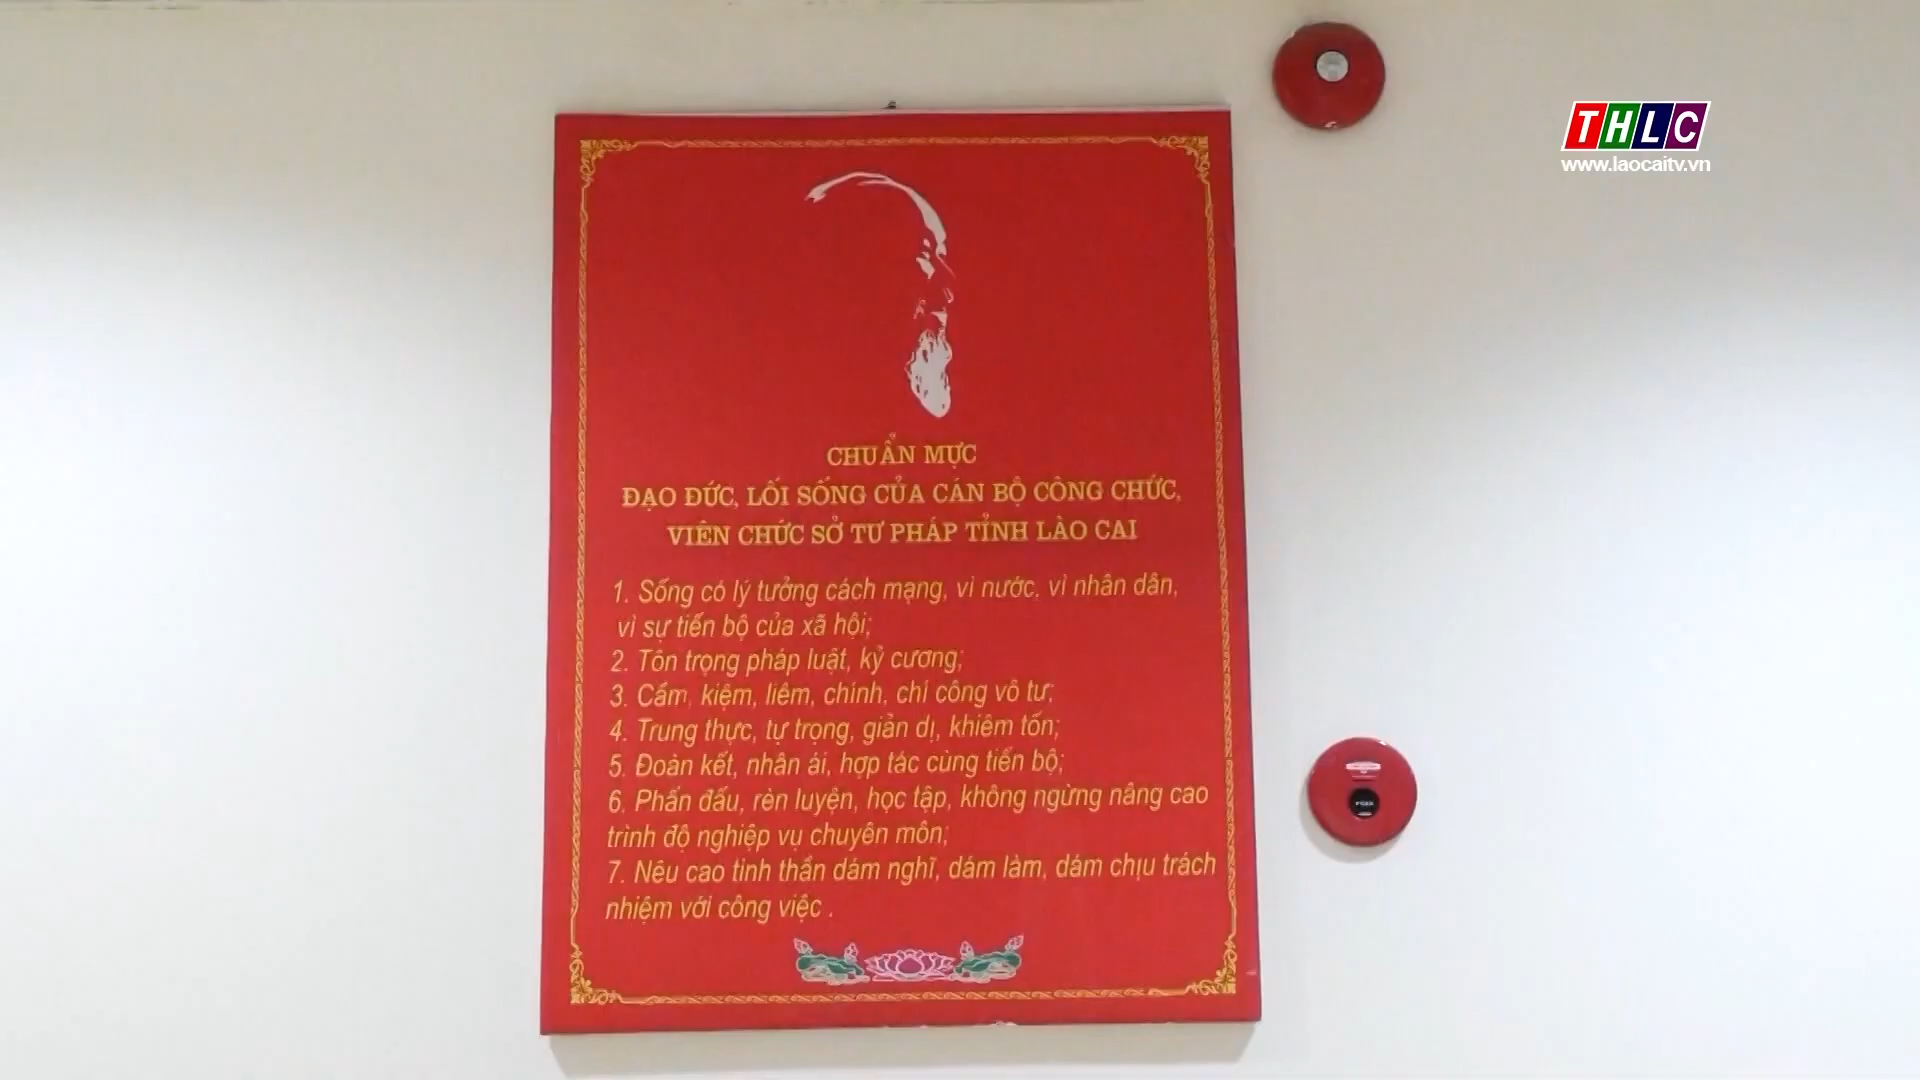 THLC
www.laocaitv.vn
CHUẨN MỰC
ĐẠO ĐỨC, LỐI SỐNG CỦA CÁN BỘ CÔNG CHỨC,
VIÊN CHỨC SỞ TƯ PHÁP TỈNH LÀO CAI
1. Sống có lý tưởng cách mạng, vì nước, vì nhân dân,
vì sự tiến bộ của xã hội;
2. Tôn trọng pháp luật, kỷ cương;
3. Cầm, kiệm, liêm, chính, chí công vô tư;
4. Trung thực, tự trọng, giản dị, khiêm tốn;
5. Đoàn kết, nhân ái, hợp tác cùng tiến bộ;
6. Phấn đấu, rèn luyện, học tập, không ngừng nâng cao
trình độ nghiệp vụ chuyên môn;
7. Nêu cao tinh thần dám nghĩ, dám làm, dám chịu trách
nhiệm với công việc .